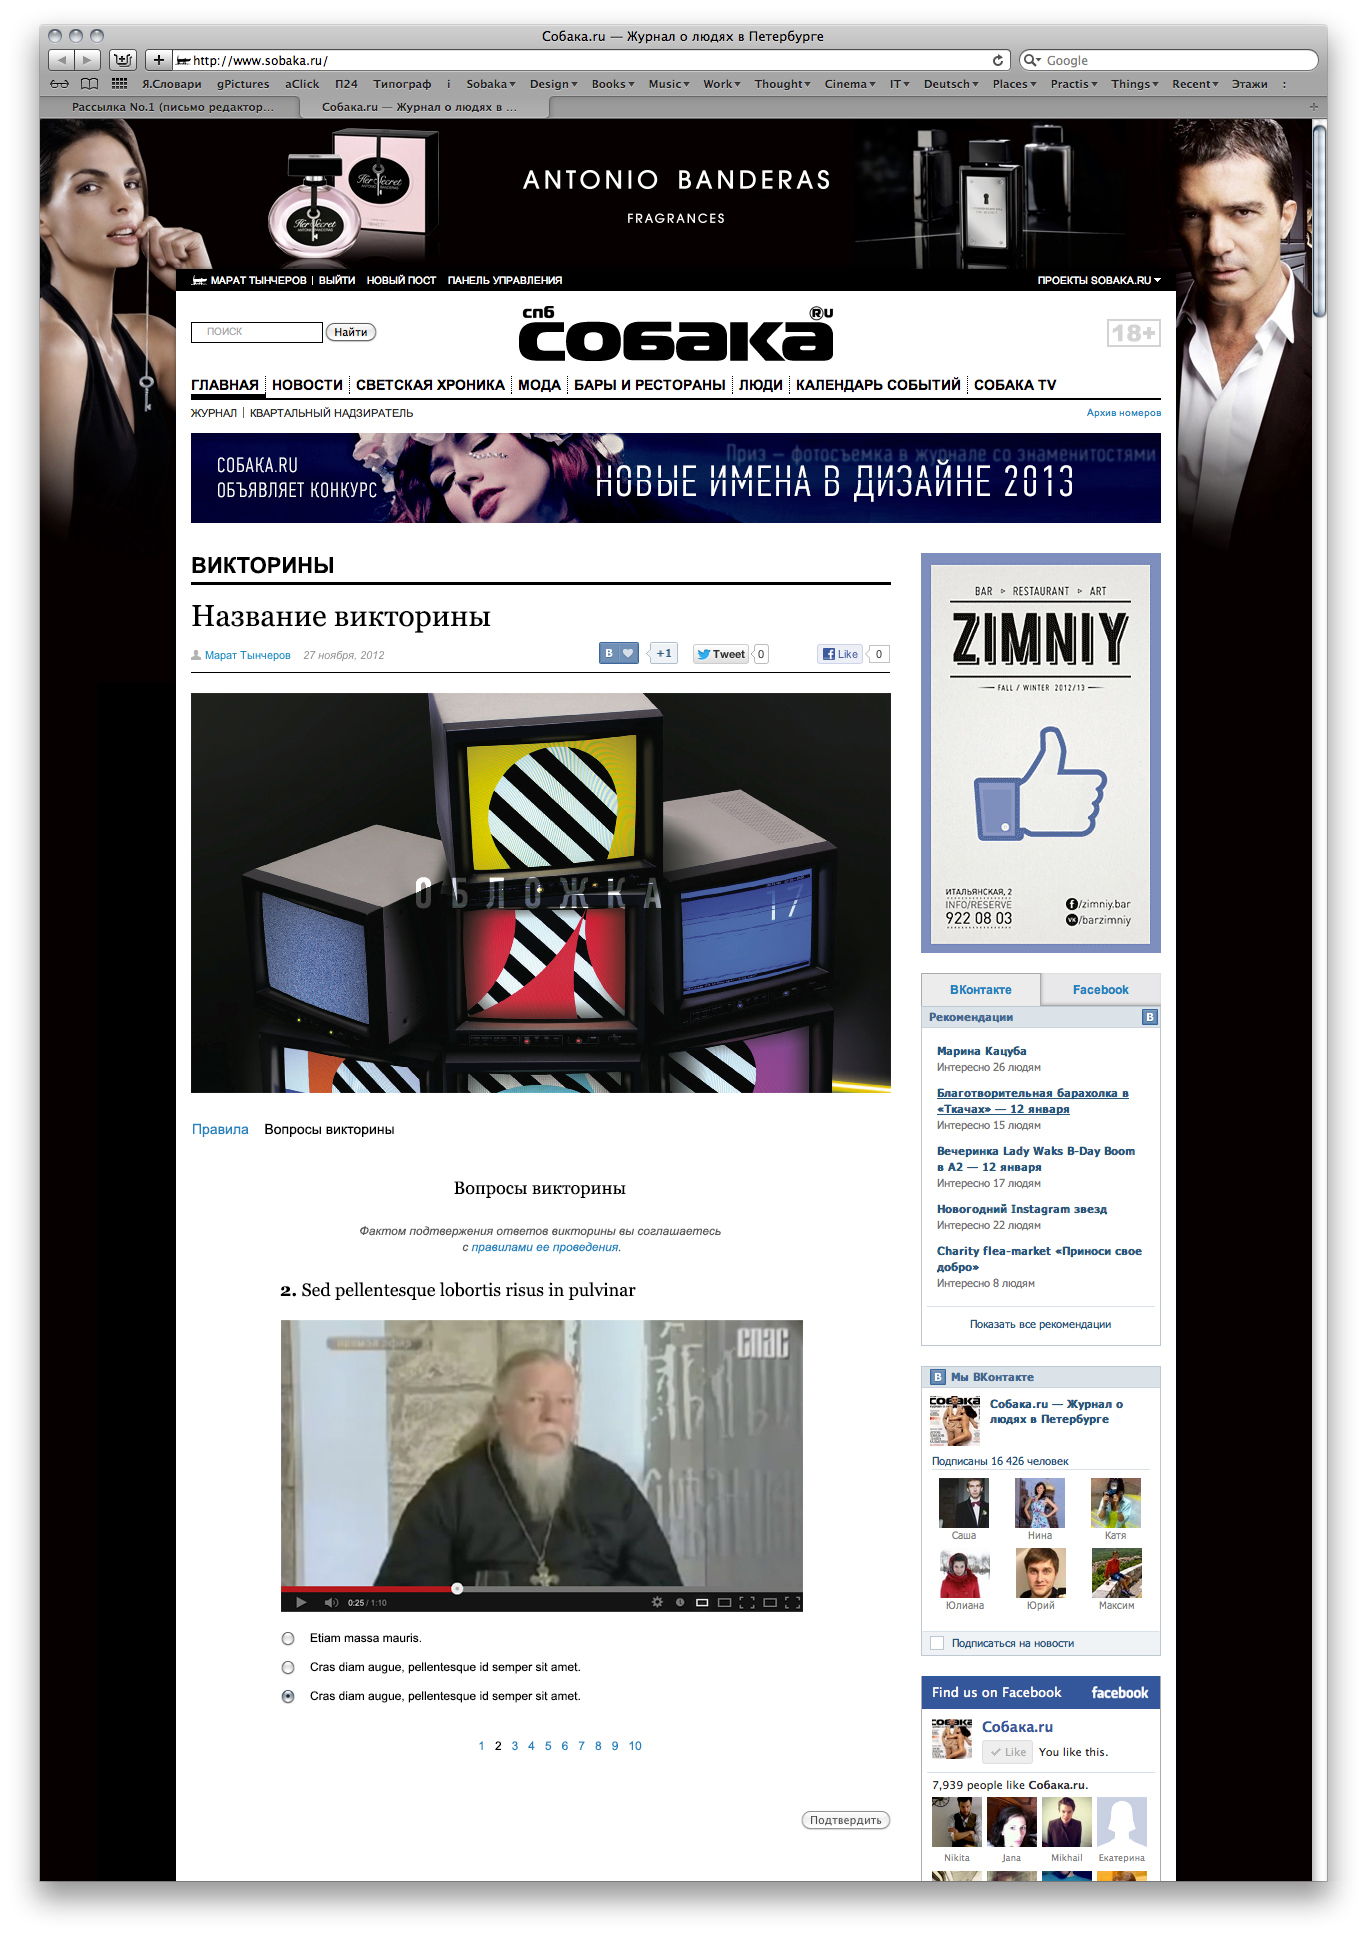 Собака.ru — Журнал о людях в Петербурге
http://www.sobaka.ru/
Google
Я.Словари gPictures aClick П24 Типограф i Sobaka Design Books Music Work Thought Cinema IT Deutsch Places Practis Things Recent Этажи :
Рассылка No.1 (письмо редактор...
Собака.ru — Журнал о людях в ...
ANTONIO BANDERAS
FRAGRANCES
Her Secret
Her Secret
МАРАТ ТЫНЧЕРОВ | ВЫЙТИ НОВЫЙ ПОСТ ПАНЕЛЬ УПРАВЛЕНИЯ
ПРОЕКТЫ SOBAKA.RU
ПОИСК
Найти
спб
собака
®u
18+
ГЛАВНАЯ НОВОСТИ СВЕТСКАЯ ХРОНИКА МОДА БАРЫ И РЕСТОРАНЫ ЛЮДИ КАЛЕНДАРЬ СОБЫТИЙ СОБАКА TV
ЖУРНАЛ | КВАРТАЛЬНЫЙ НАДЗИРАТЕЛЬ
Архив номеров
СОБАКА.RU
ОБЪЯВЛЯЕТ КОНКУРС
Приз — фотосъемка в журнале со знаменитостями
НОВЫЕ ИМЕНА В ДИЗАЙНЕ 2013
ВИКТОРИНЫ
Название викторины
Марат Тынчеров 27 ноября, 2012
В +1 Tweet 0 Like 0
ОБЛОЖКА 17
Правила Вопросы викторины
Вопросы викторины
Фактом подтвержения ответов викторины вы соглашаетесь
с правилами ее проведения.
2. Sed pellentesque lobortis risus in pulvinar
СПАС
0:25 / 1:10
Etiam massa mauris.
Cras diam augue, pellentesque id semper sit amet.
Cras diam augue, pellentesque id semper sit amet.
1 2 3 4 5 6 7 8 9 10
Подтвердить
BAR ▹ RESTAURANT ▹ ART
ZIMNIY
FALL / WINTER 2012/13
ИТАЛЬЯНСКАЯ, 2
INFO/RESERVE
922 08 03
/zimniy.bar
/barzimniy
ВКонтакте Facebook
Рекомендации В
Марина Кацуба
Интересно 26 людям
Благотворительная барахолка в
«Ткачах» — 12 января
Интересно 15 людям
Вечеринка Lady Waks B-Day Boom
в А2 — 12 января
Интересно 17 людям
Новогодний Instagram звезд
Интересно 22 людям
Charity flea-market «Приноси свое
добро»
Интересно 8 людям
Показать все рекомендации
В Мы ВКонтакте
собака
Собака.ru — Журнал о
людях в Петербурге
Подписаны 16 426 человек
Саша Нина Катя
Юлиана Юрий Максим
Подписаться на новости
Find us on Facebook facebook
собака
Собака.ru
Like You like this.
7,939 people like Собака.ru.
Nikita Jana Mikhail Екатерина